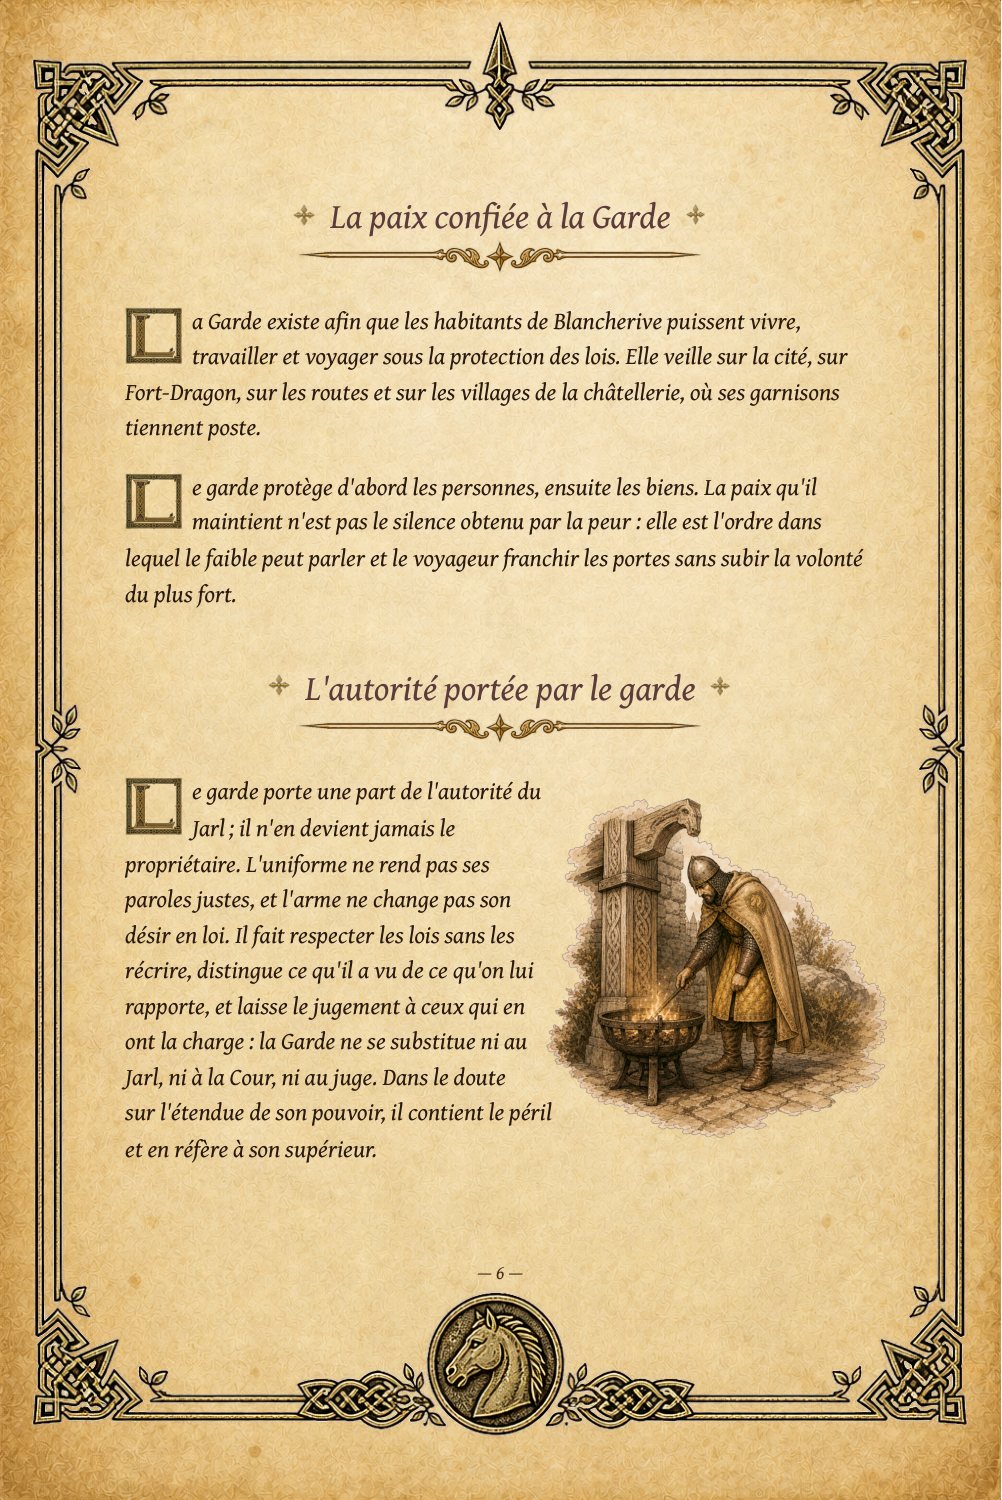 La paix confiée à la Garde
La Garde existe afin que les habitants de Blancherive puissent vivre,
travailler et voyager sous la protection des lois. Elle veille sur la cité, sur
Fort-Dragon, sur les routes et sur les villages de la châtellerie, où ses garnisons
tiennent poste.
Le garde protège d'abord les personnes, ensuite les biens. La paix qu'il
maintient n'est pas le silence obtenu par la peur : elle est l'ordre dans
lequel le faible peut parler et le voyageur franchir les portes sans subir la volonté
du plus fort.
L'autorité portée par le garde
Le garde porte une part de l'autorité du
Jarl ; il n'en devient jamais le
propriétaire. L'uniforme ne rend pas ses
paroles justes, et l'arme ne change pas son
désir en loi. Il fait respecter les lois sans les
récrire, distingue ce qu'il a vu de ce qu'on lui
rapporte, et laisse le jugement à ceux qui en
ont la charge : la Garde ne se substitue ni au
Jarl, ni à la Cour, ni au juge. Dans le doute
sur l'étendue de son pouvoir, il contient le péril
et en réfère à son supérieur.
— 6 —